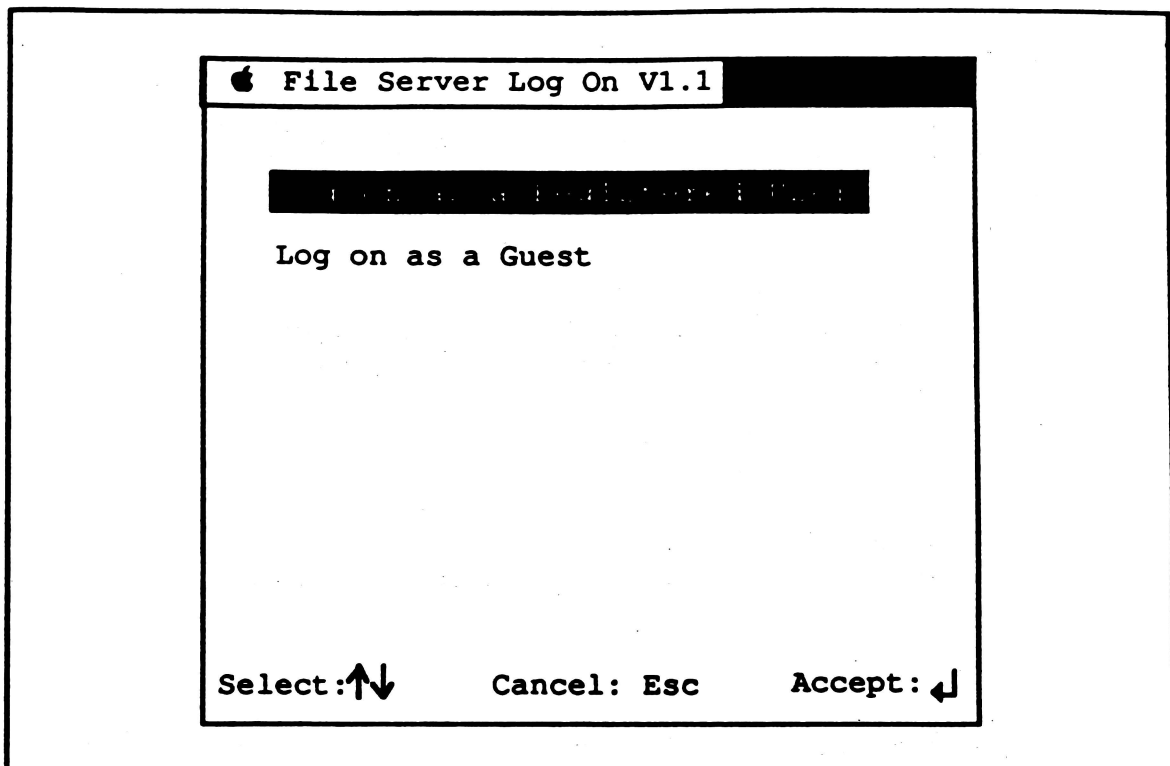 File Server Log On V1.1
Log on as a Guest
Select:↑↓ Cancel: Esc Accept:↲